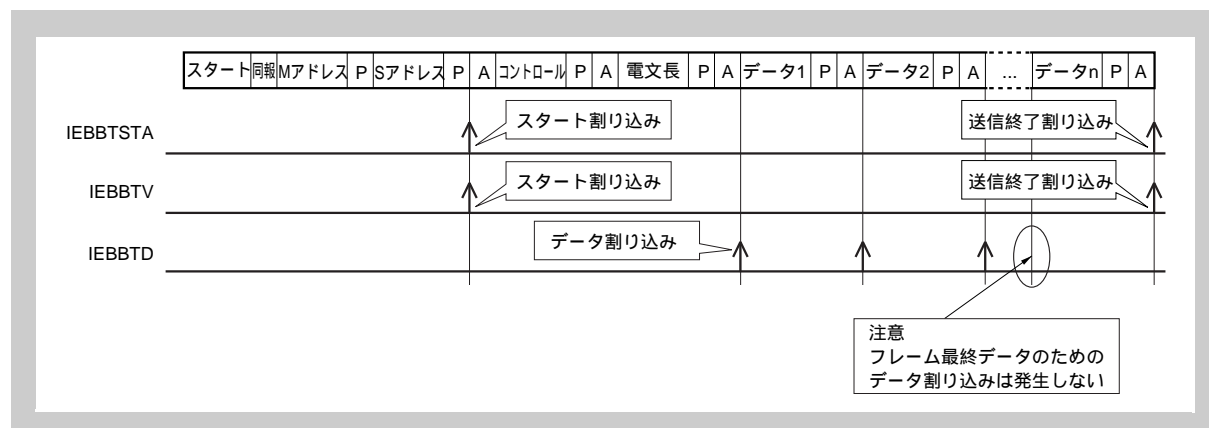 スタート 同報 Mアドレス P Sアドレス P A コントロール P A 電文長 P A データ1 P A データ2 P A ... データn P A
IEBBTSTA スタート割り込み 送信終了割り込み
IEBBTV スタート割り込み 送信終了割り込み
IEBBTD データ割り込み
注意
フレーム最終データのための
データ割り込みは発生しない